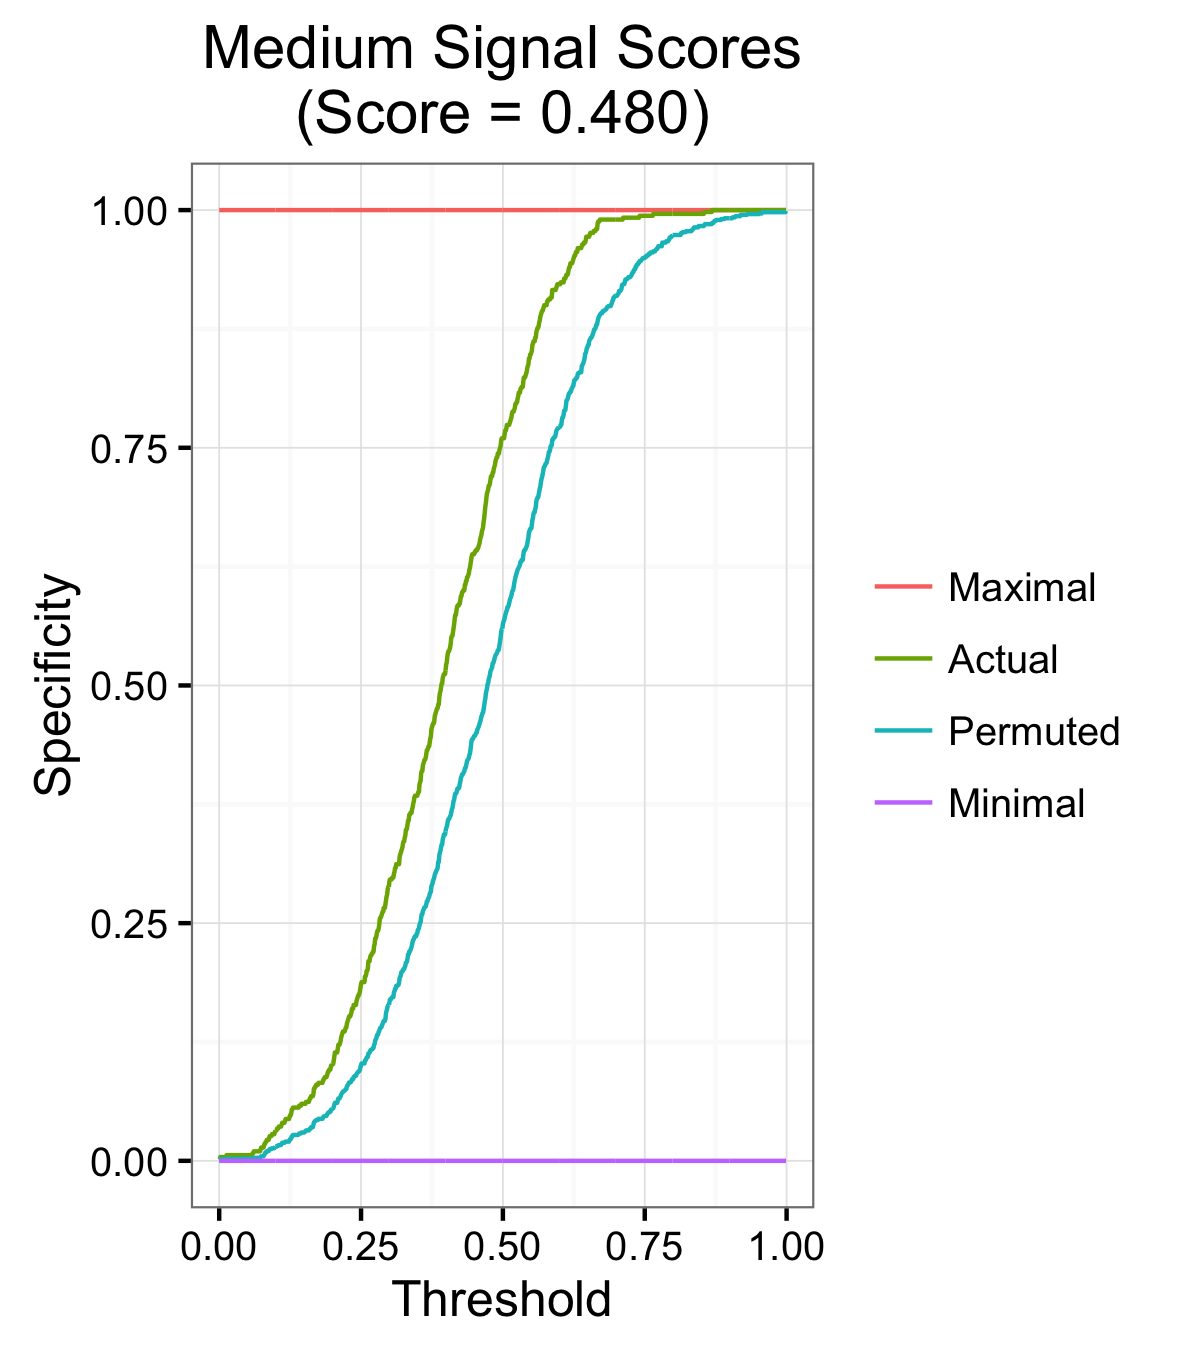 Medium Signal Scores
(Score = 0.480)
1.00
0.75
0.50
0.25
0.00
Specificity
0.00 0.25 0.50 0.75 1.00
Threshold
Maximal
Actual
Permuted
Minimal